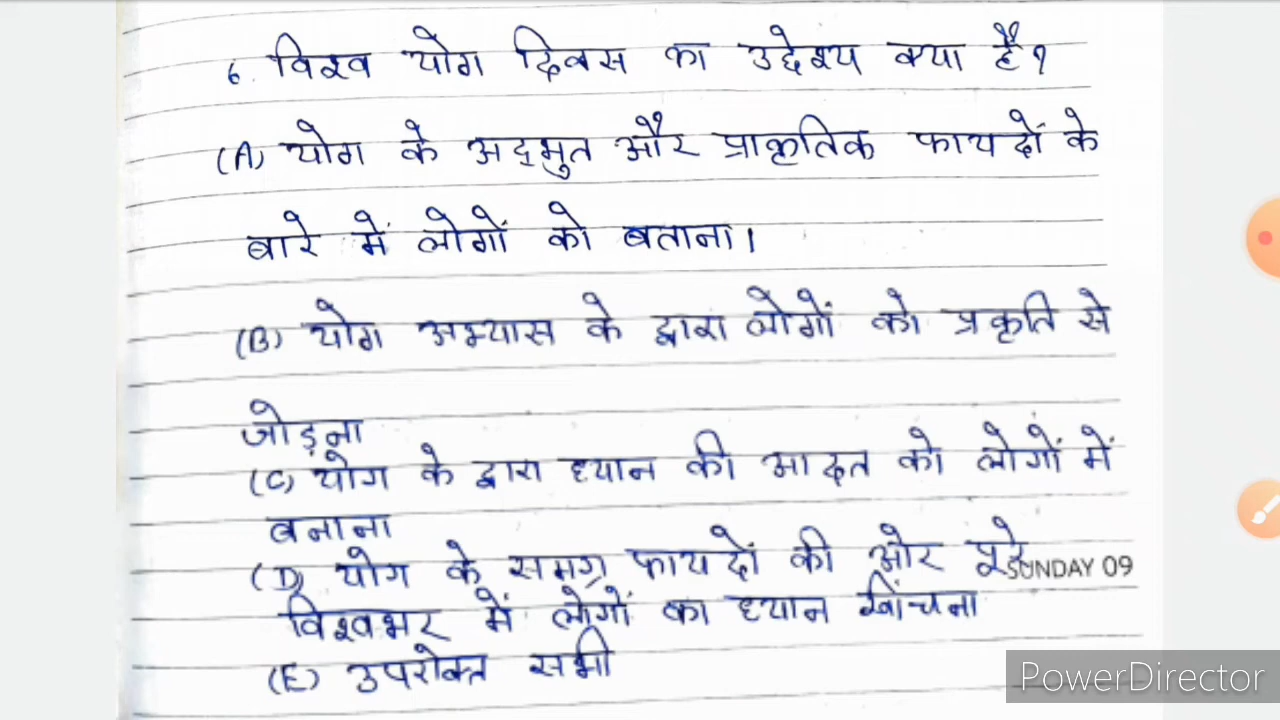 6. विश्व योग दिवस का उद्देश्य क्या है?
(A) योग के अद्भुत और प्राकृतिक फायदों के
बारे में लोगों को बताना।
(B) योग अभ्यास के द्वारा लोगों को प्रकृति से
जोड़ना
(C) योग के द्वारा ध्यान की आदत को लोगों में
बनाना
(D) योग के समग्र फायदों की ओर पूरे
SUNDAY 09
विश्वभर में लोगों का ध्यान खींचना
(E) उपरोक्त सभी
PowerDirector